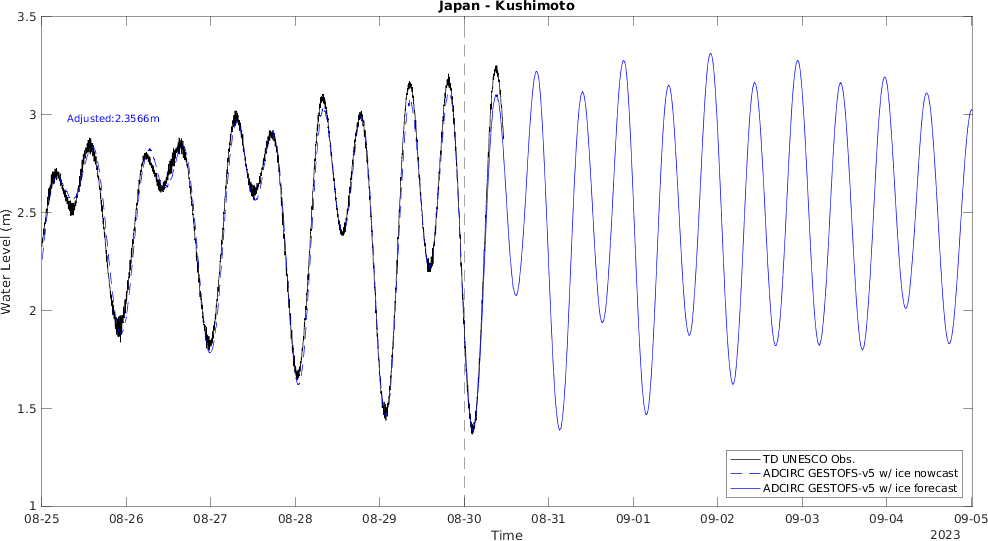 Japan - Kushimoto
3.5
3
2.5
2
1.5
1
Water Level (m)
Adjusted:2.3566m
TD UNESCO Obs.
ADCIRC GESTOFS-v5 w/ ice nowcast
ADCIRC GESTOFS-v5 w/ ice forecast
08-25 08-26 08-27 08-28 08-29 08-30 08-31 09-01 09-02 09-03 09-04 09-05
Time
2023